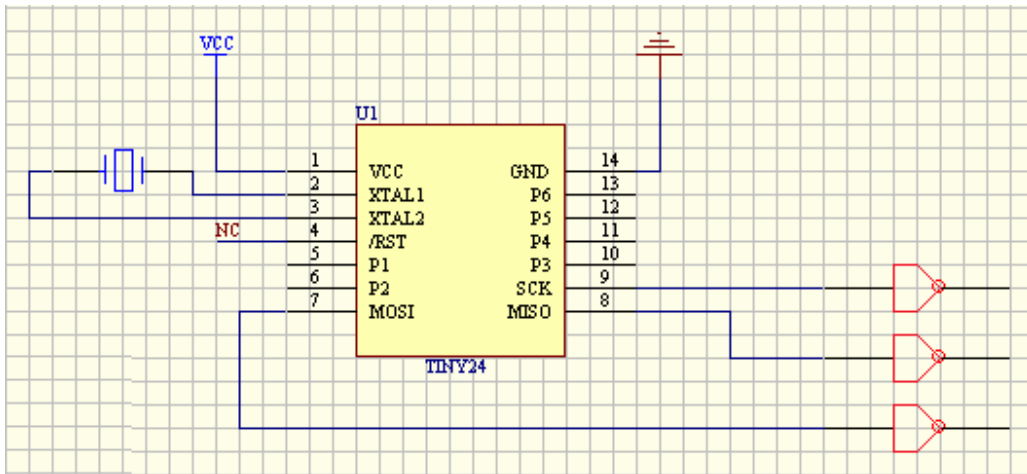 VCC
U1
1 VCC GND 14
2 XTAL1 P6 13
3 XTAL2 P5 12
NC 4 /RST P4 11
5 P1 P3 10
6 P2 SCK 9
7 MOSI MISO 8
TINY24